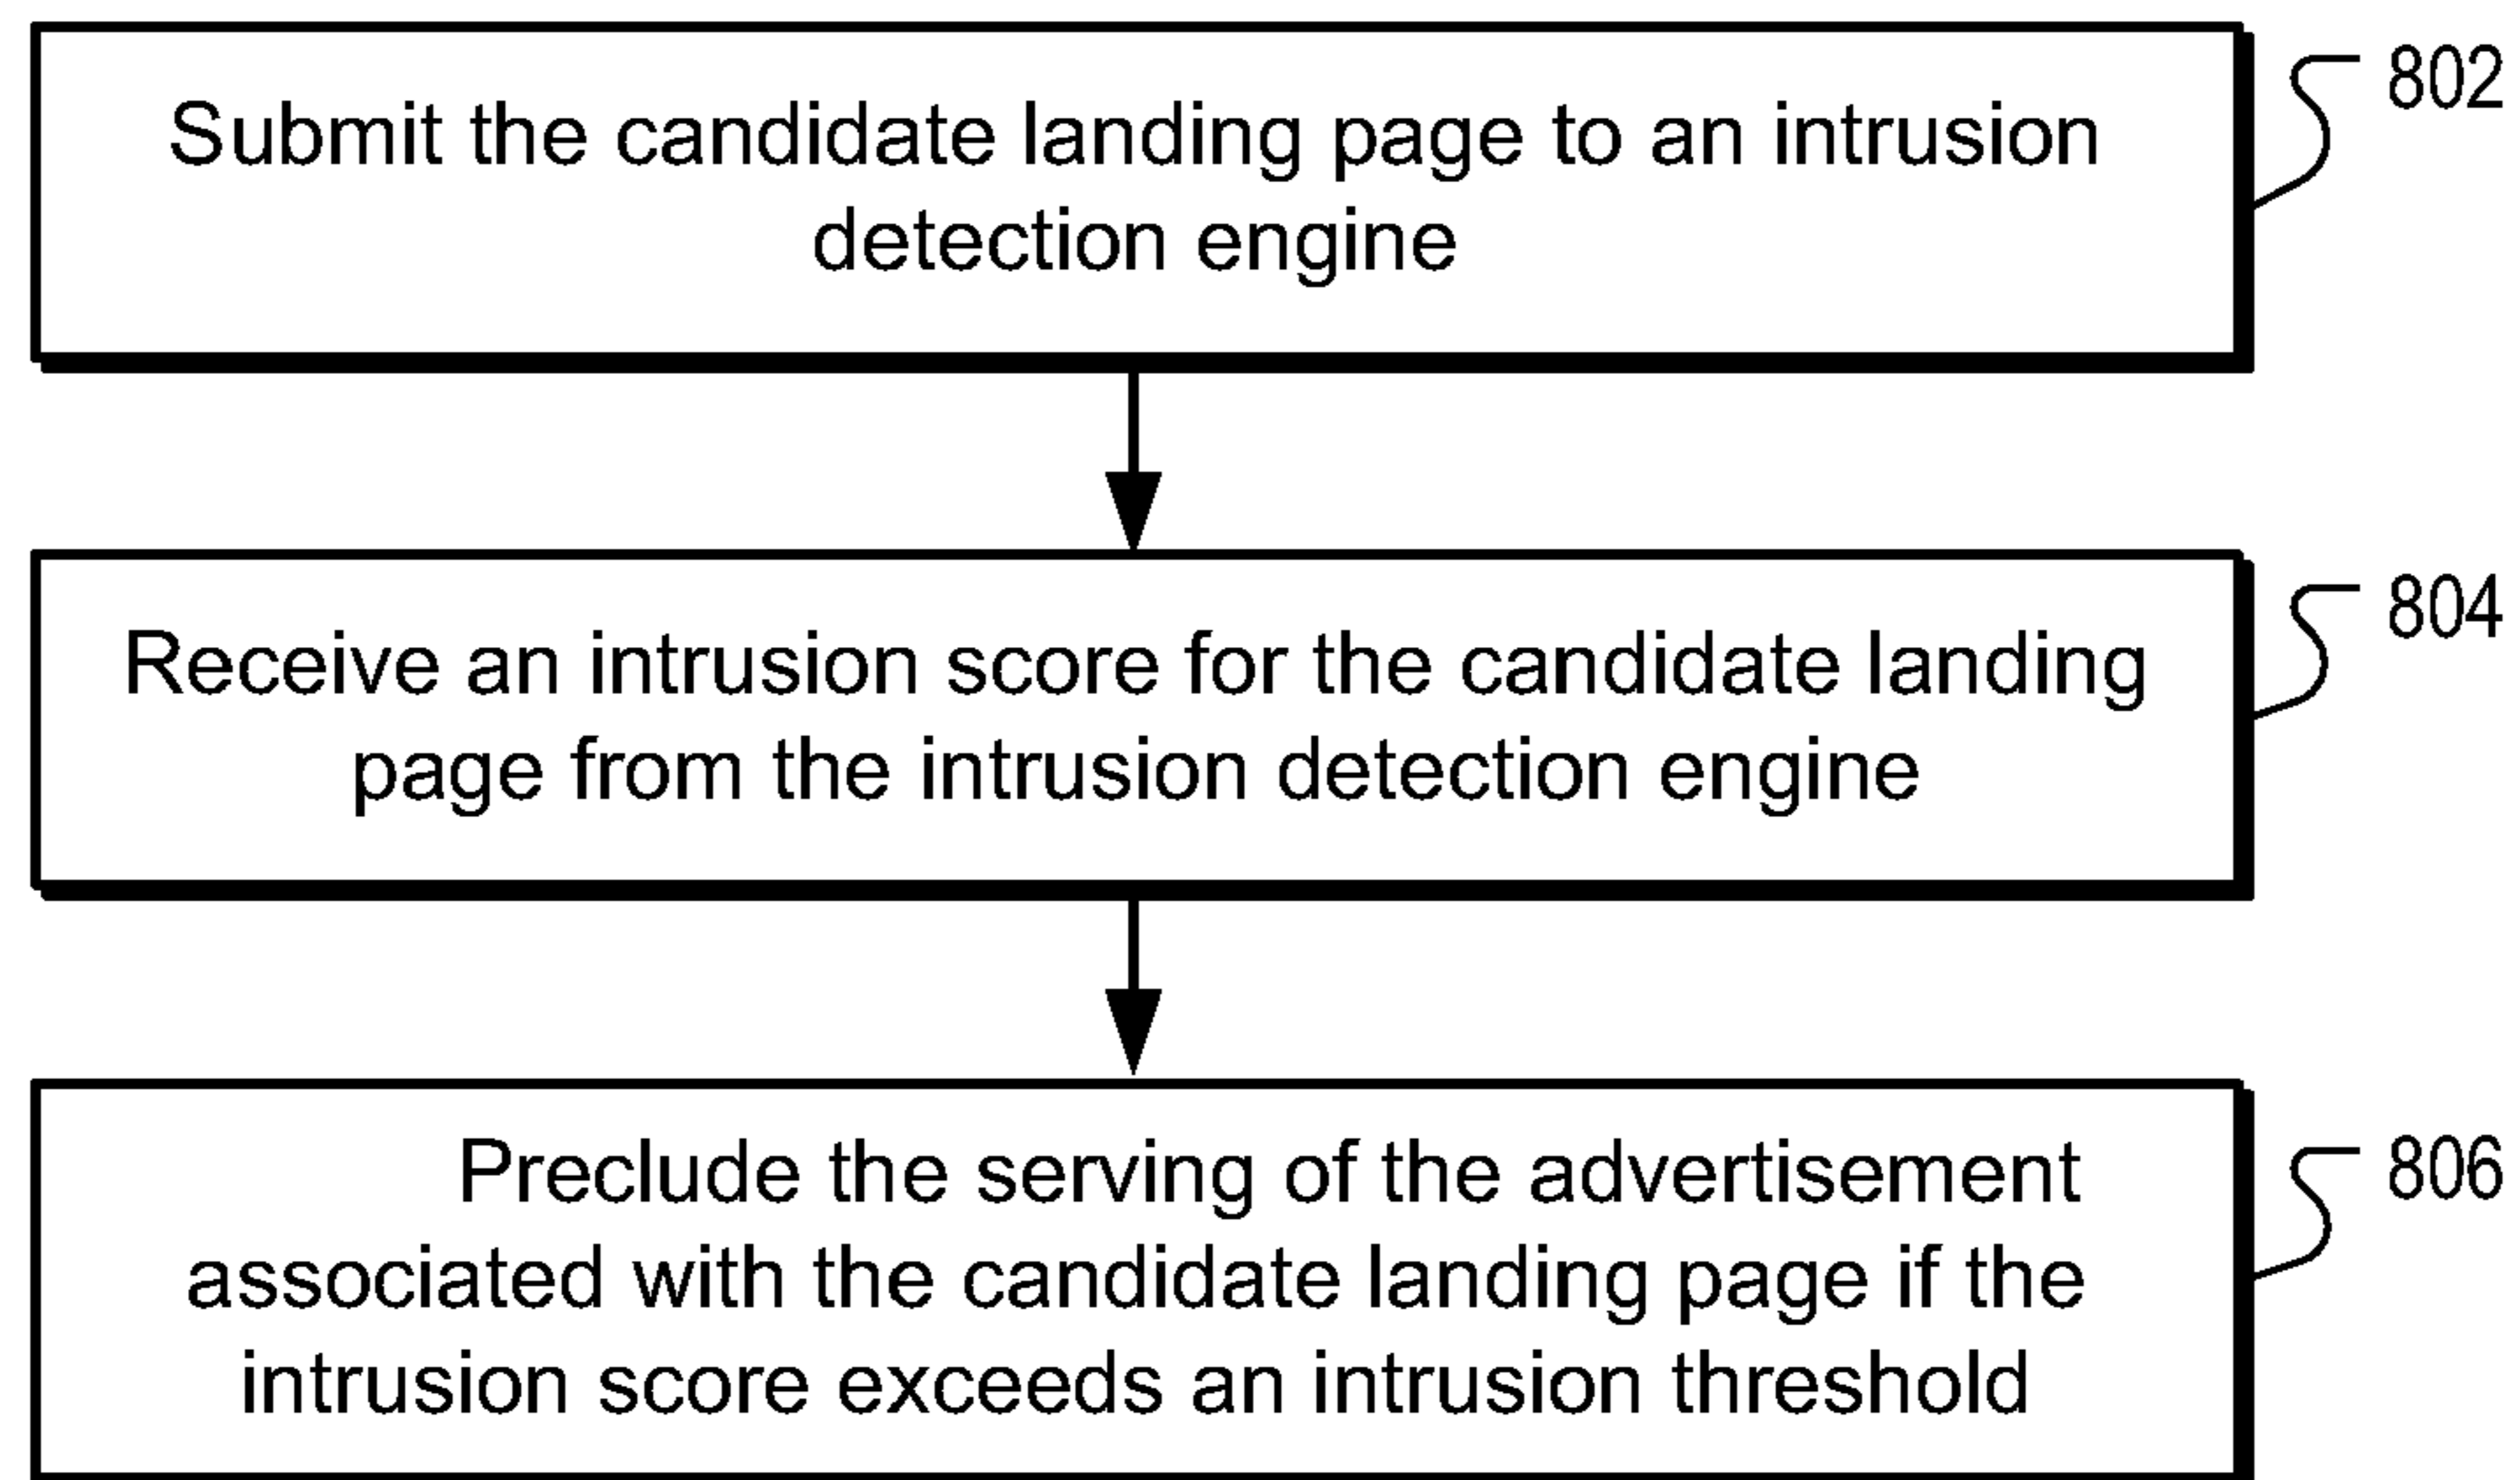 Submit the candidate landing page to an intrusion
detection engine
802
Receive an intrusion score for the candidate landing
page from the intrusion detection engine
804
Preclude the serving of the advertisement
associated with the candidate landing page if the
intrusion score exceeds an intrusion threshold
806